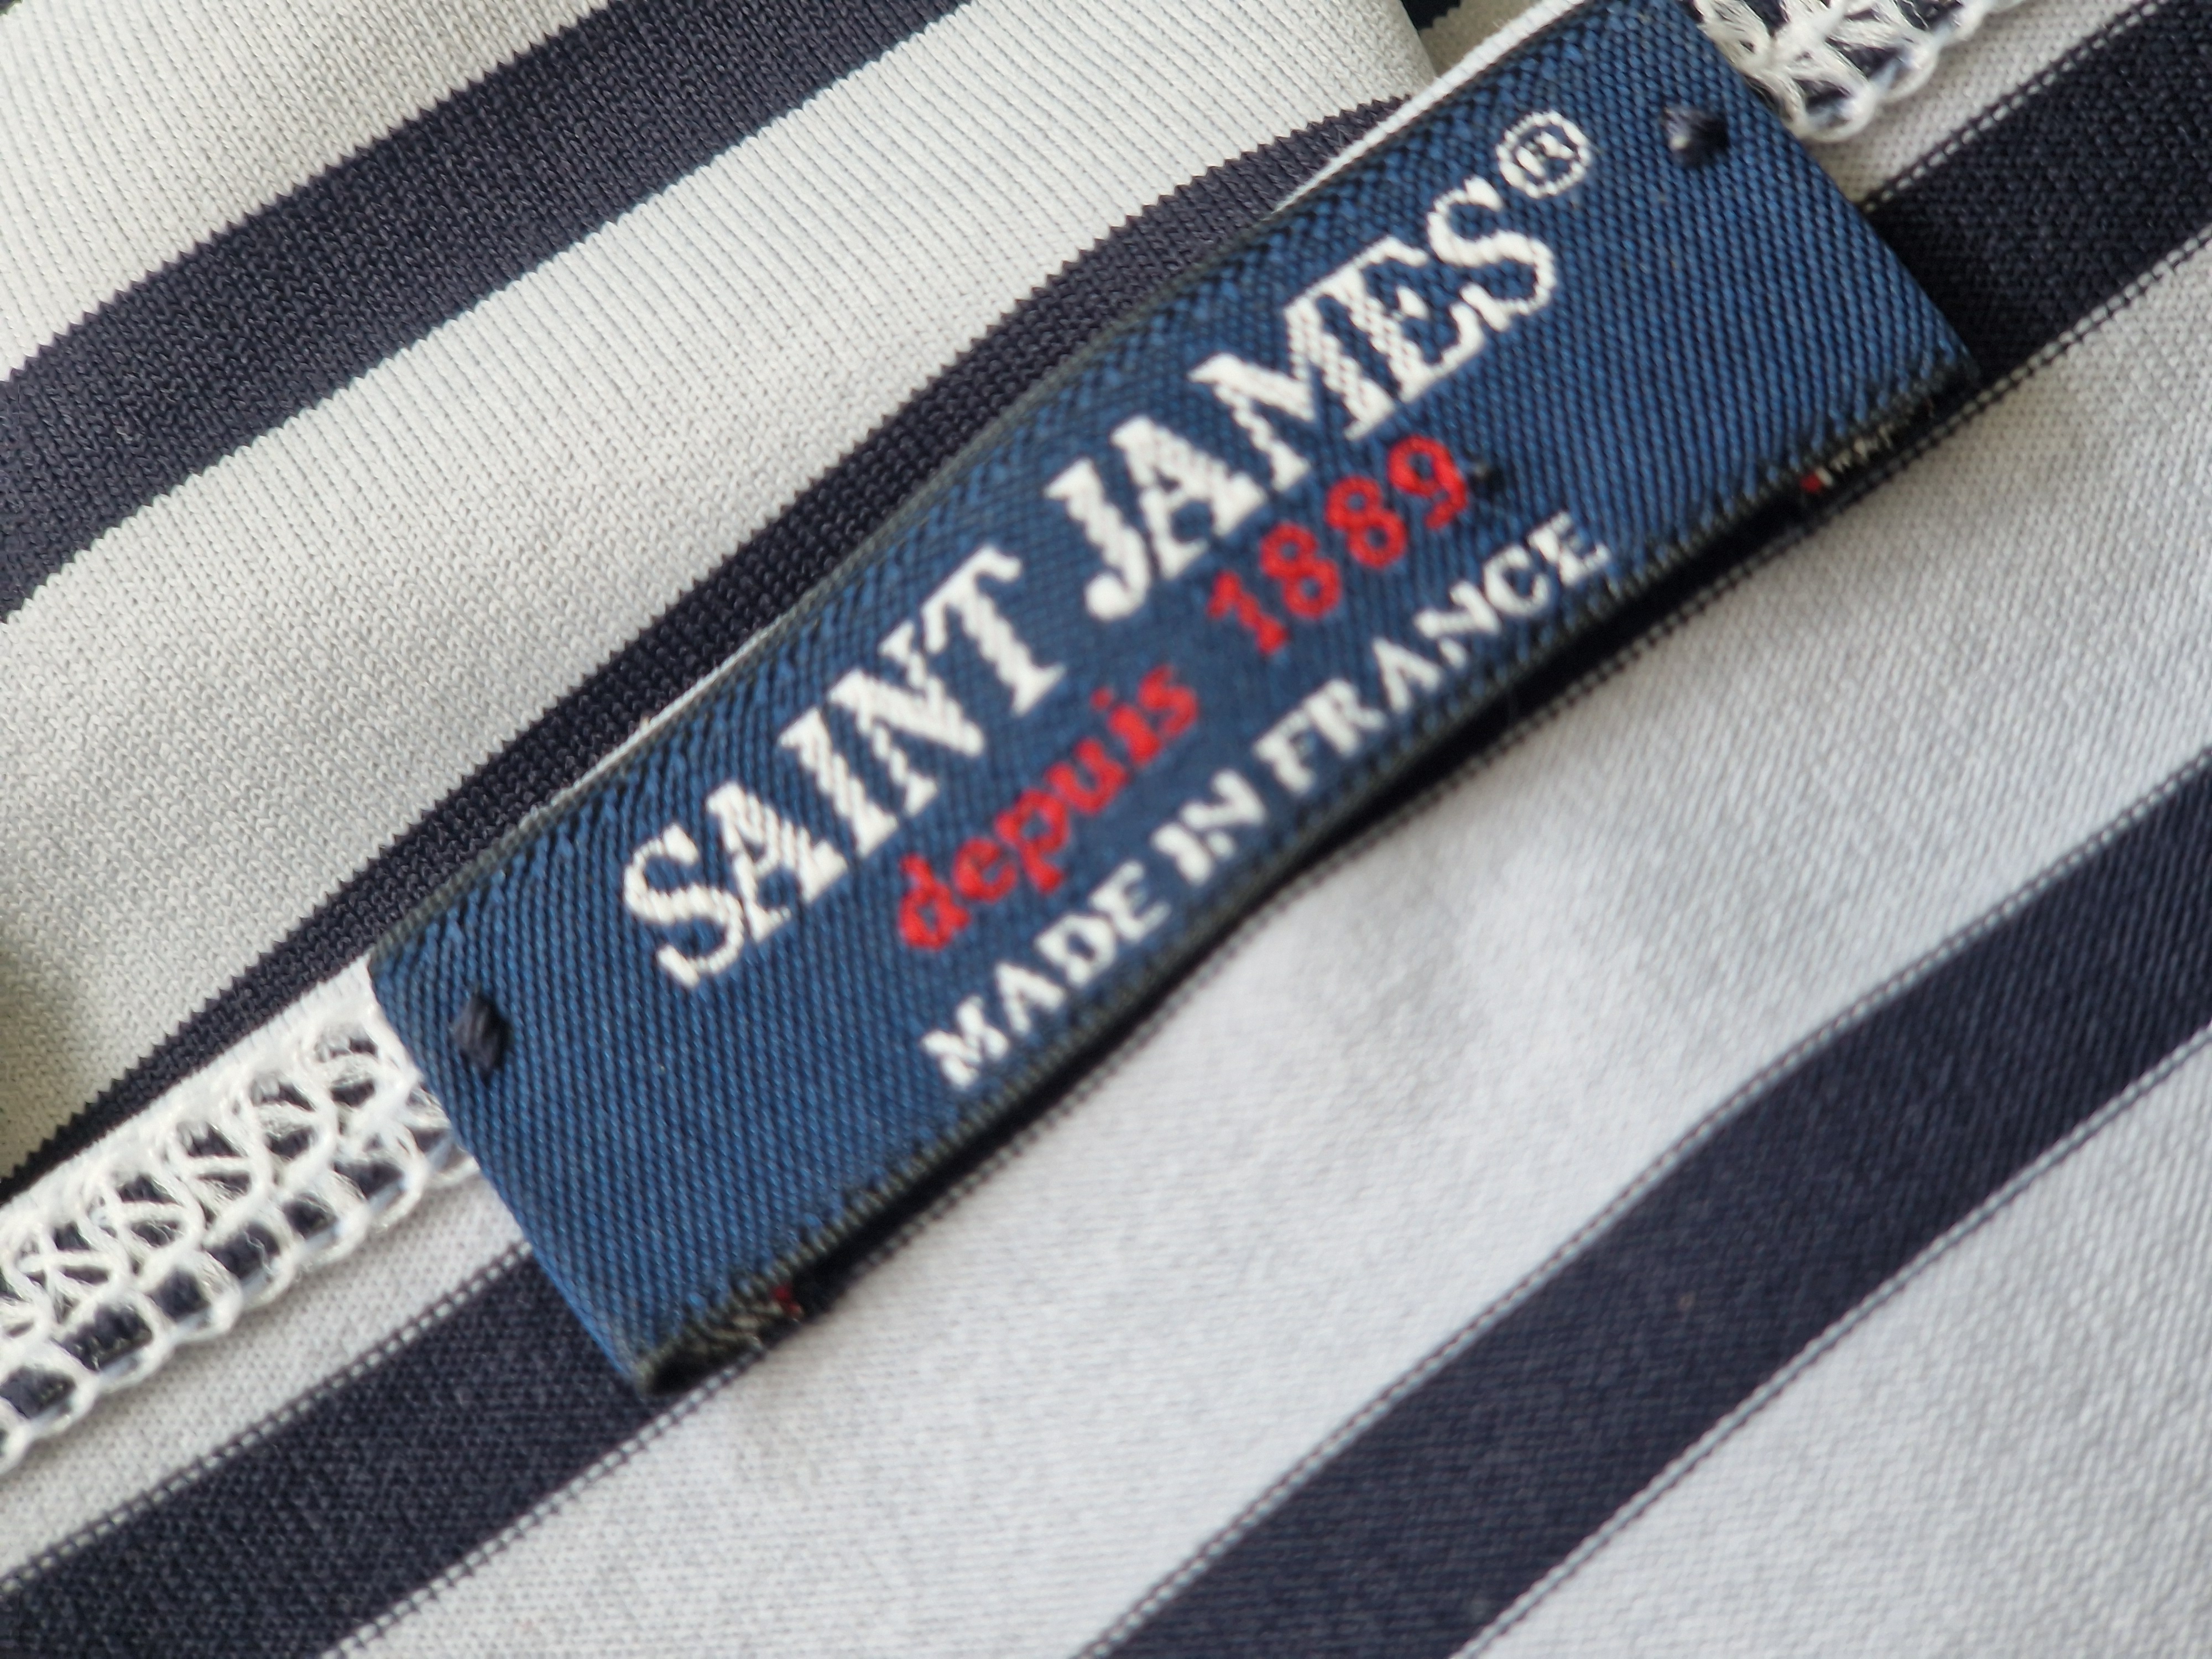 SAINT JAMES®
depuis 1889
MADE IN FRANCE